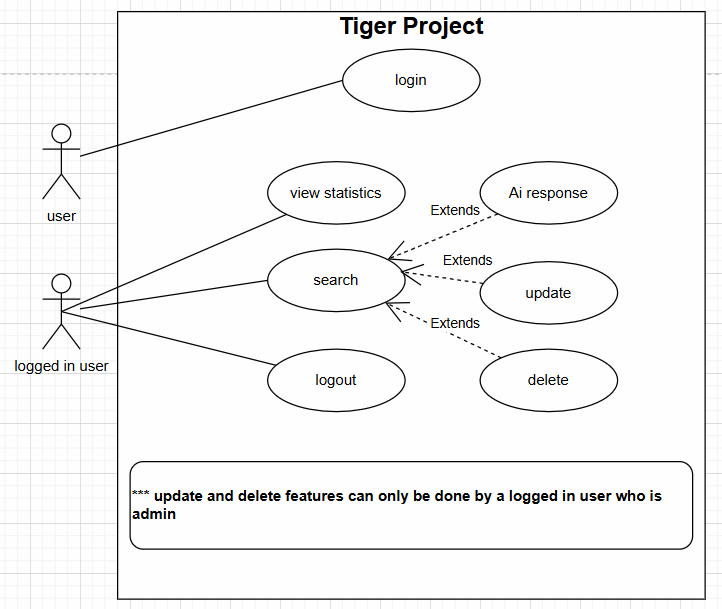 Tiger Project
login
user
view statistics
Ai response
Extends
search
Extends
update
logged in user
Extends
logout
delete
*** update and delete features can only be done by a logged in user who is
admin